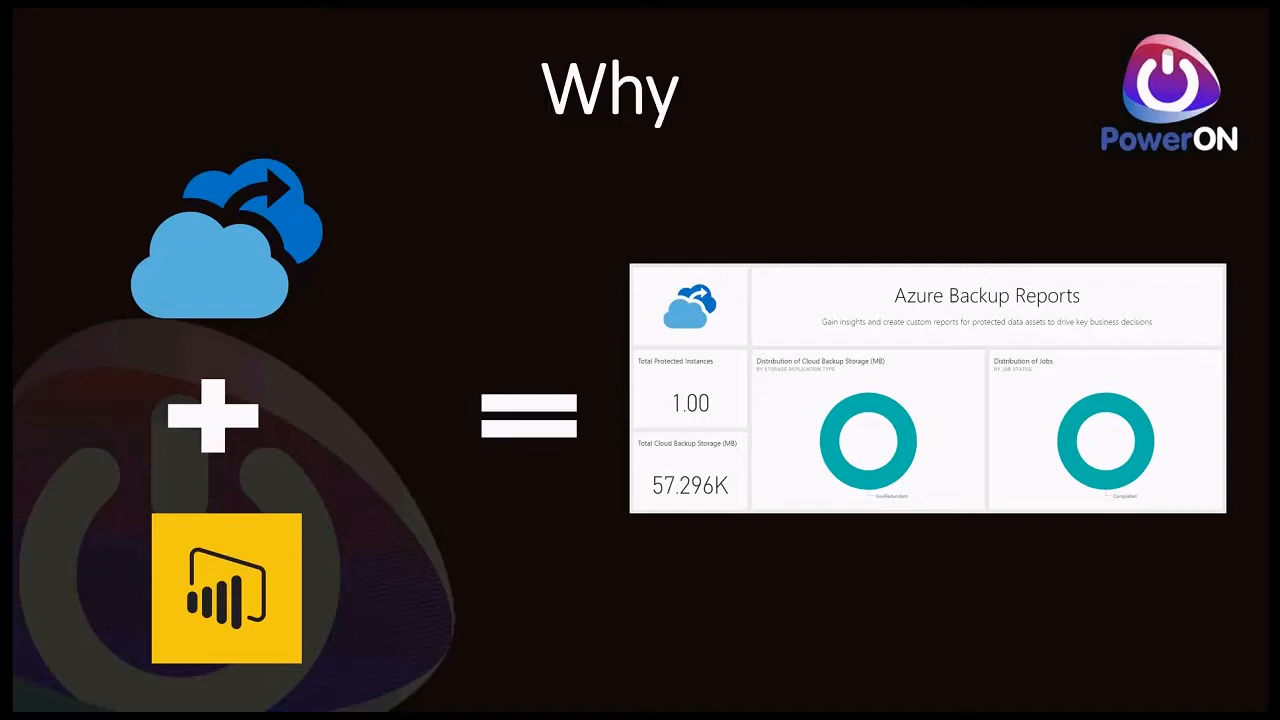 Why
PowerON
Azure Backup Reports
Gain insights and create custom reports for protected data assets to drive key business decisions
Total Protected Instances
1.00
Total Cloud Backup Storage (MB)
57.296K
Distribution of Cloud Backup Storage (MB)
BY STORAGE REPLICATION TYPE
GeoRedundant
Distribution of Jobs
BY JOB STATUS
Completed